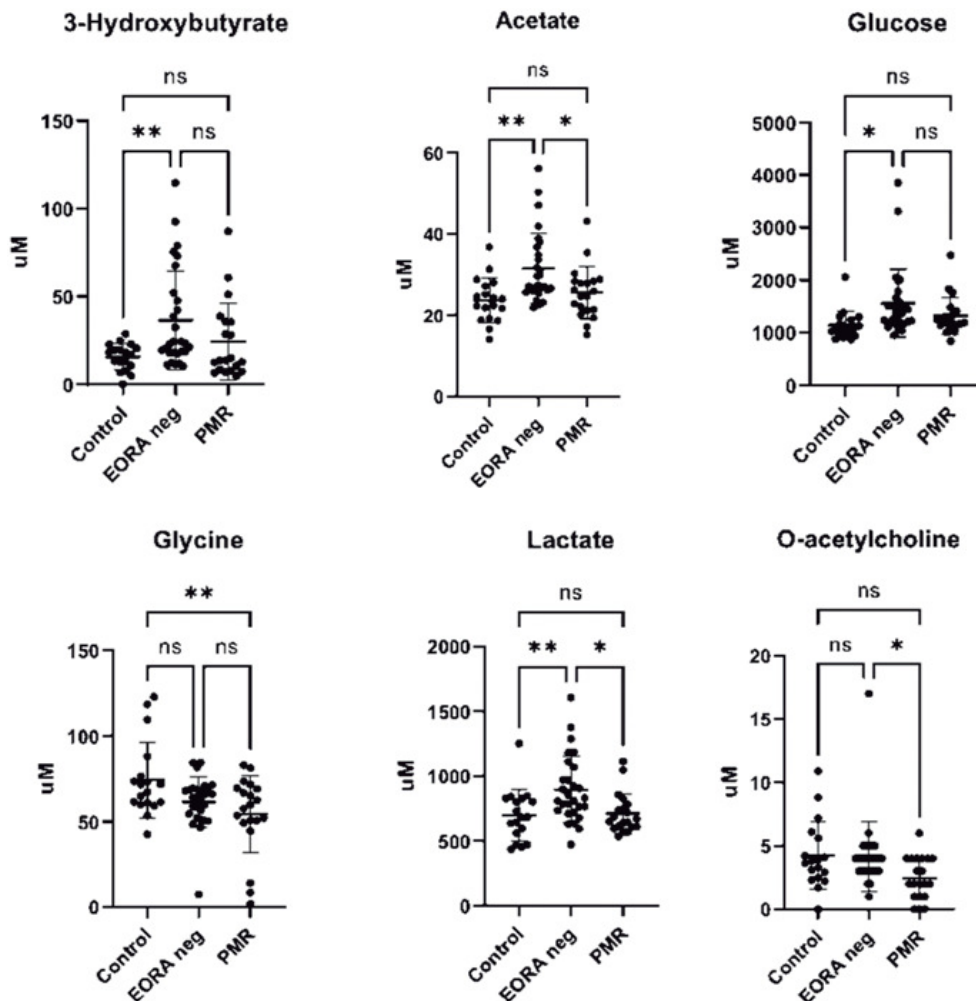 3-Hydroxybutyrate
ns
** ns
150
100
50
0
uM
Control
EORA neg
PMR
Acetate
ns
** *
60
40
20
0
uM
Control
EORA neg
PMR
Glucose
ns
* ns
5000
4000
3000
2000
1000
0
uM
Control
EORA neg
PMR
Glycine
**
ns ns
150
100
50
0
uM
Control
EORA neg
PMR
Lactate
ns
** *
2000
1500
1000
500
0
uM
Control
EORA neg
PMR
O-acetylcholine
ns
ns *
20
15
10
5
0
uM
Control
EORA neg
PMR